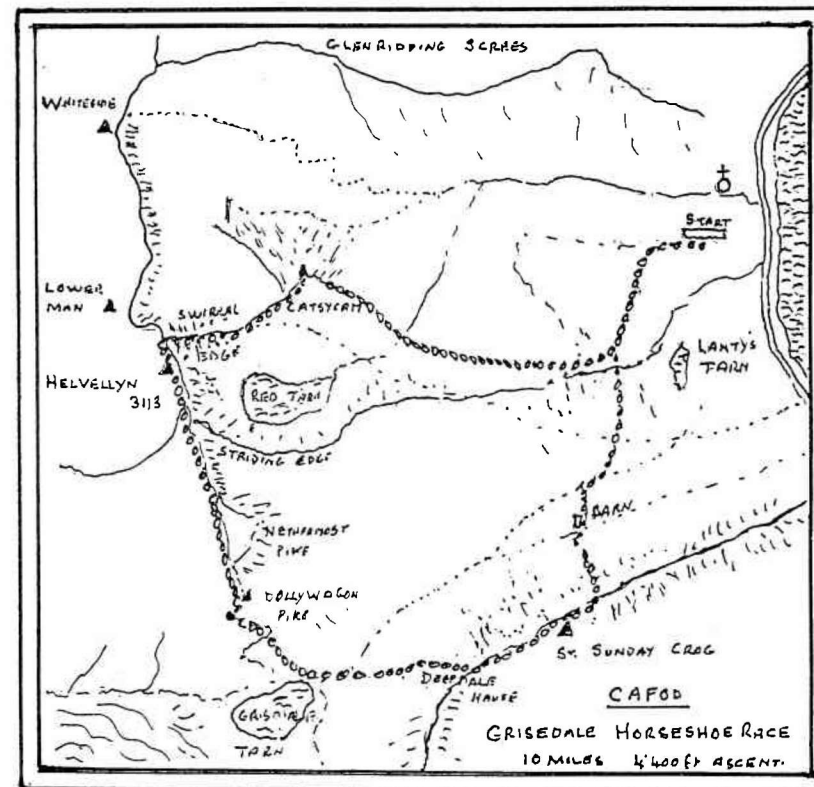 GLENRIDDING SCREES
WHITESIDE
START
LOWER
MAN
SWIRRAL
EDGE
CATSYCAM
LANTY'S
TARN
HELVELLYN
3113
RED TARN
STRIDING EDGE
NETHERMOST
PIKE
BARN
DOLLYWAGON
PIKE
ST. SUNDAY CRAG
DEEPDALE
HAUSE
GRISDALE
TARN
CAFOD
GRISEDALE HORSESHOE RACE
10 MILES 4'400 ft ASCENT.